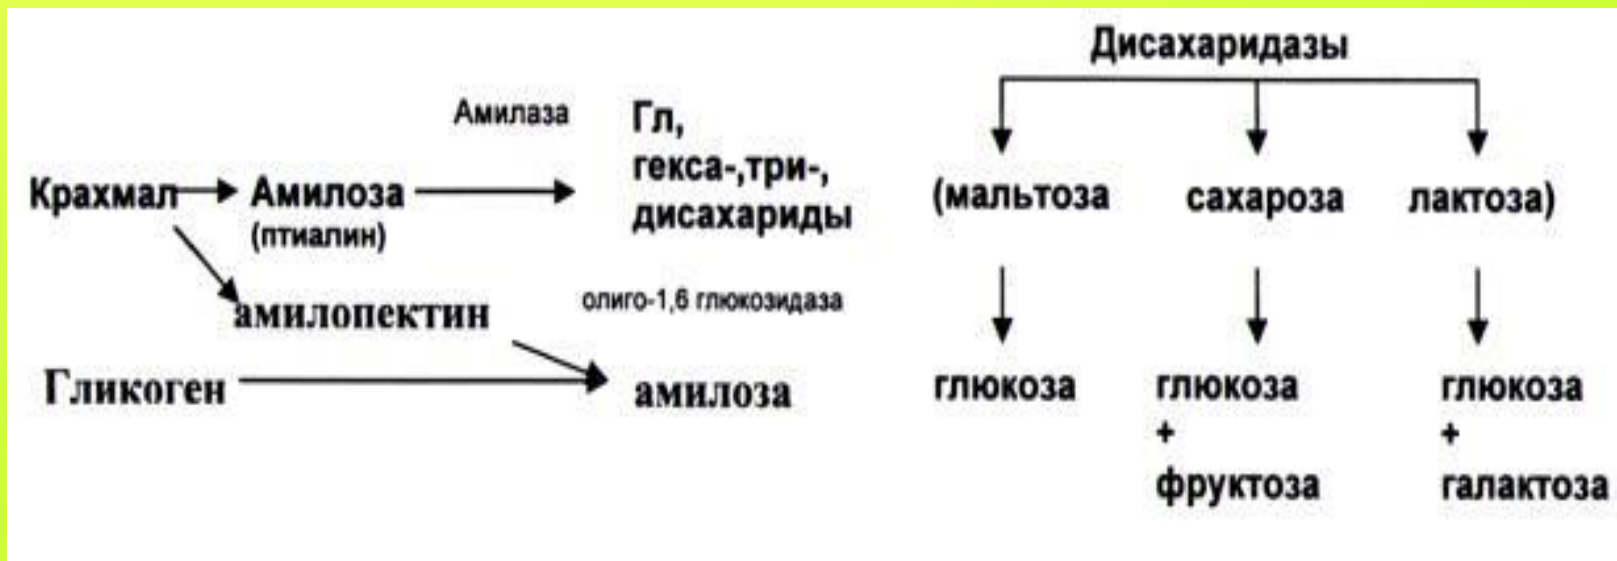 Дисахаридазы
Амилаза
Гл,
гекса-,три-,
дисахариды
Крахмал
Амилоза
(птиалин)
(мальтоза
сахароза
лактоза)
амилопектин
олиго-1,6 глюкозидаза
Гликоген
амилоза
глюкоза
глюкоза
+
фруктоза
глюкоза
+
галактоза